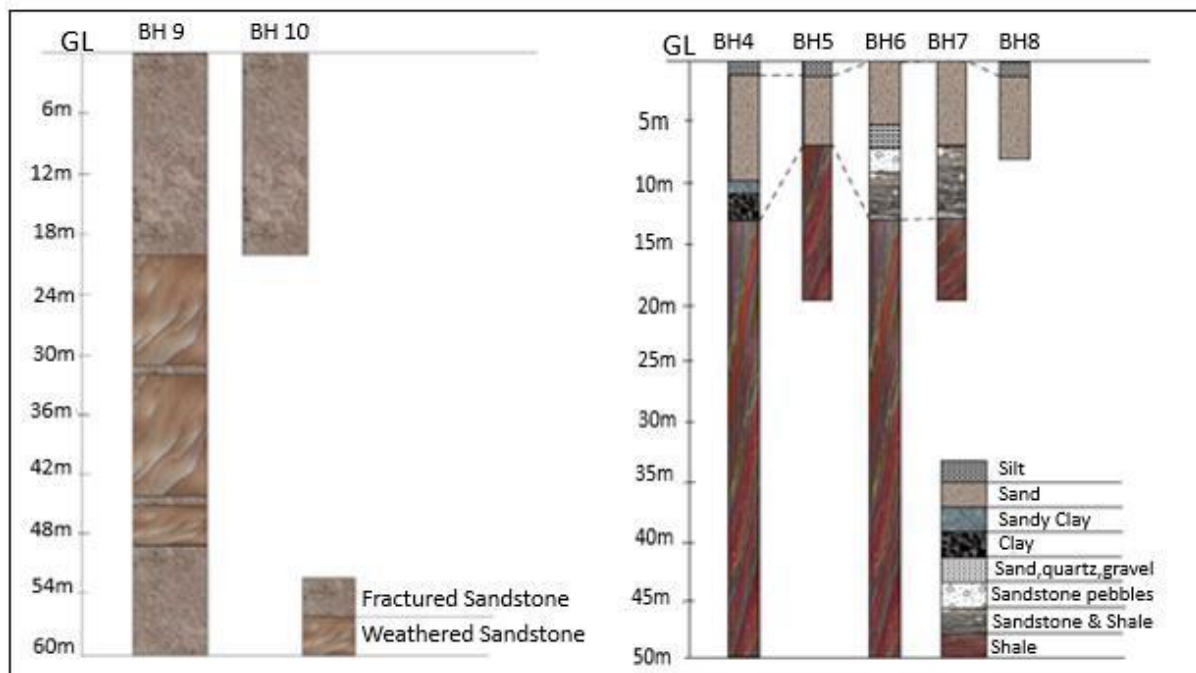 GL
BH 9
BH 10
6m
12m
18m
24m
30m
36m
42m
48m
54m
60m
Fractured Sandstone
Weathered Sandstone
GL
BH4
BH5
BH6
BH7
BH8
5m
10m
15m
20m
25m
30m
35m
40m
45m
50m
Silt
Sand
Sandy Clay
Clay
Sand,quartz,gravel
Sandstone pebbles
Sandstone & Shale
Shale